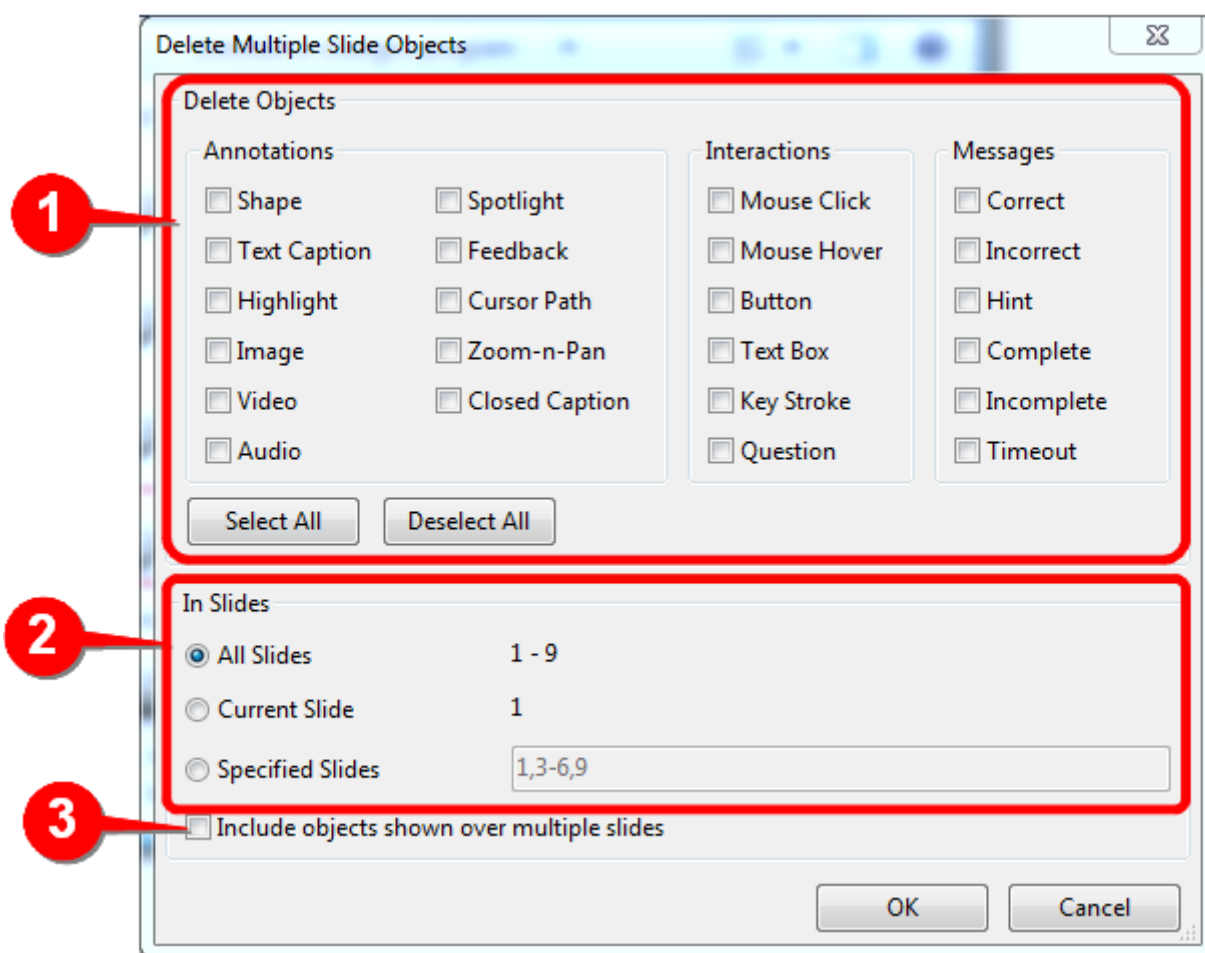 Delete Multiple Slide Objects
Delete Objects
Annotations Interactions Messages
1
Shape Spotlight Mouse Click Correct
Text Caption Feedback Mouse Hover Incorrect
Highlight Cursor Path Button Hint
Image Zoom-n-Pan Text Box Complete
Video Closed Caption Key Stroke Incomplete
Audio Question Timeout
Select All Deselect All
In Slides
2
All Slides 1 - 9
Current Slide 1
Specified Slides 1,3-6,9
3
Include objects shown over multiple slides
OK Cancel